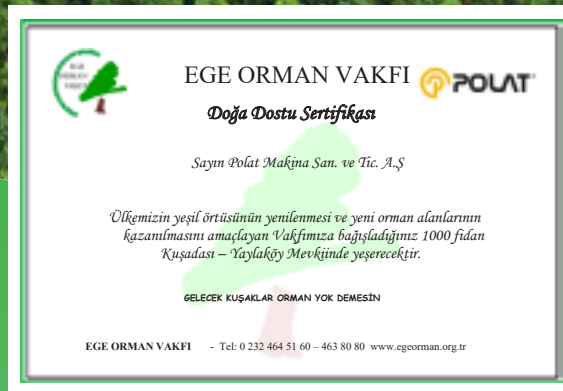 EGE ORMAN VAKFI
POLAT
Doğa Dostu Sertifikası
Sayın Polat Makina San. ve Tic. A.Ş
Ülkemizin yeşil örtüsünün yenilenmesi ve yeni orman alanlarının
kazanılmasını amaçlayan Vakfımıza bağışladığınız 1000 fidan
Kuşadası – Yaylaköy Mevkiinde yeşerecektir.
GELECEK KUŞAKLAR ORMAN YOK DEMESİN
EGE ORMAN VAKFI - Tel: 0 232 464 51 60 – 463 80 80 www.egeorman.org.tr